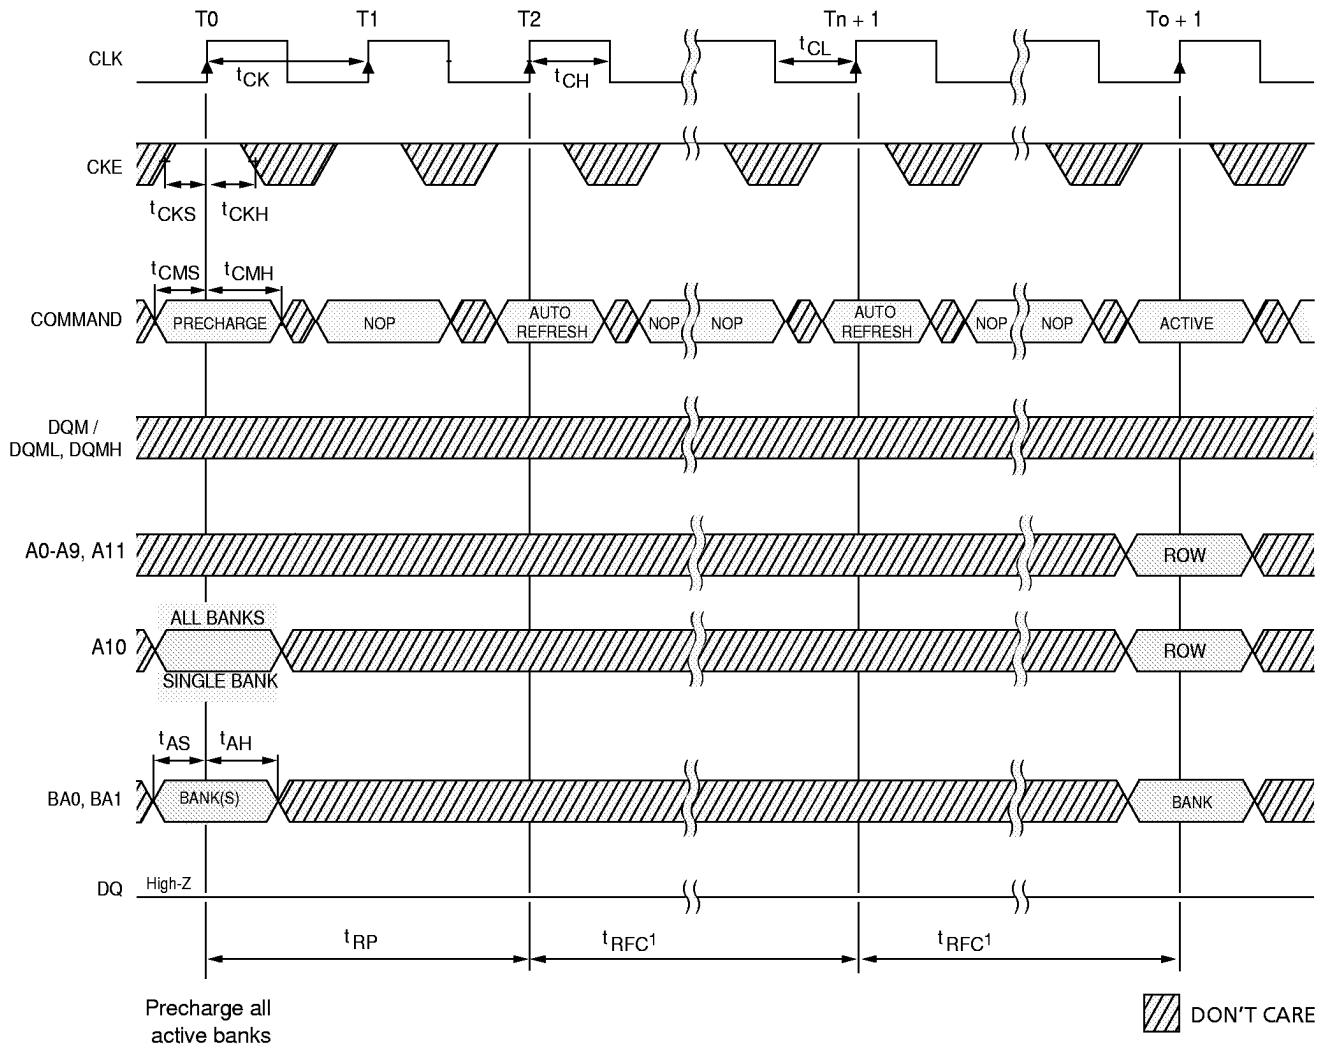 T0 T1 T2 Tn + 1 To + 1
CLK
tCK tCH tCL
CKE
tCKS tCKH
tCMS tCMH
COMMAND PRECHARGE NOP AUTO REFRESH NOP NOP AUTO REFRESH NOP NOP ACTIVE
DQM /
DQML, DQMH
A0-A9, A11 ROW
ALL BANKS
A10 ROW
SINGLE BANK
tAS tAH
BA0, BA1 BANK(S) BANK
DQ High-Z
tRP tRFC1 tRFC1
Precharge all
active banks
DON'T CARE